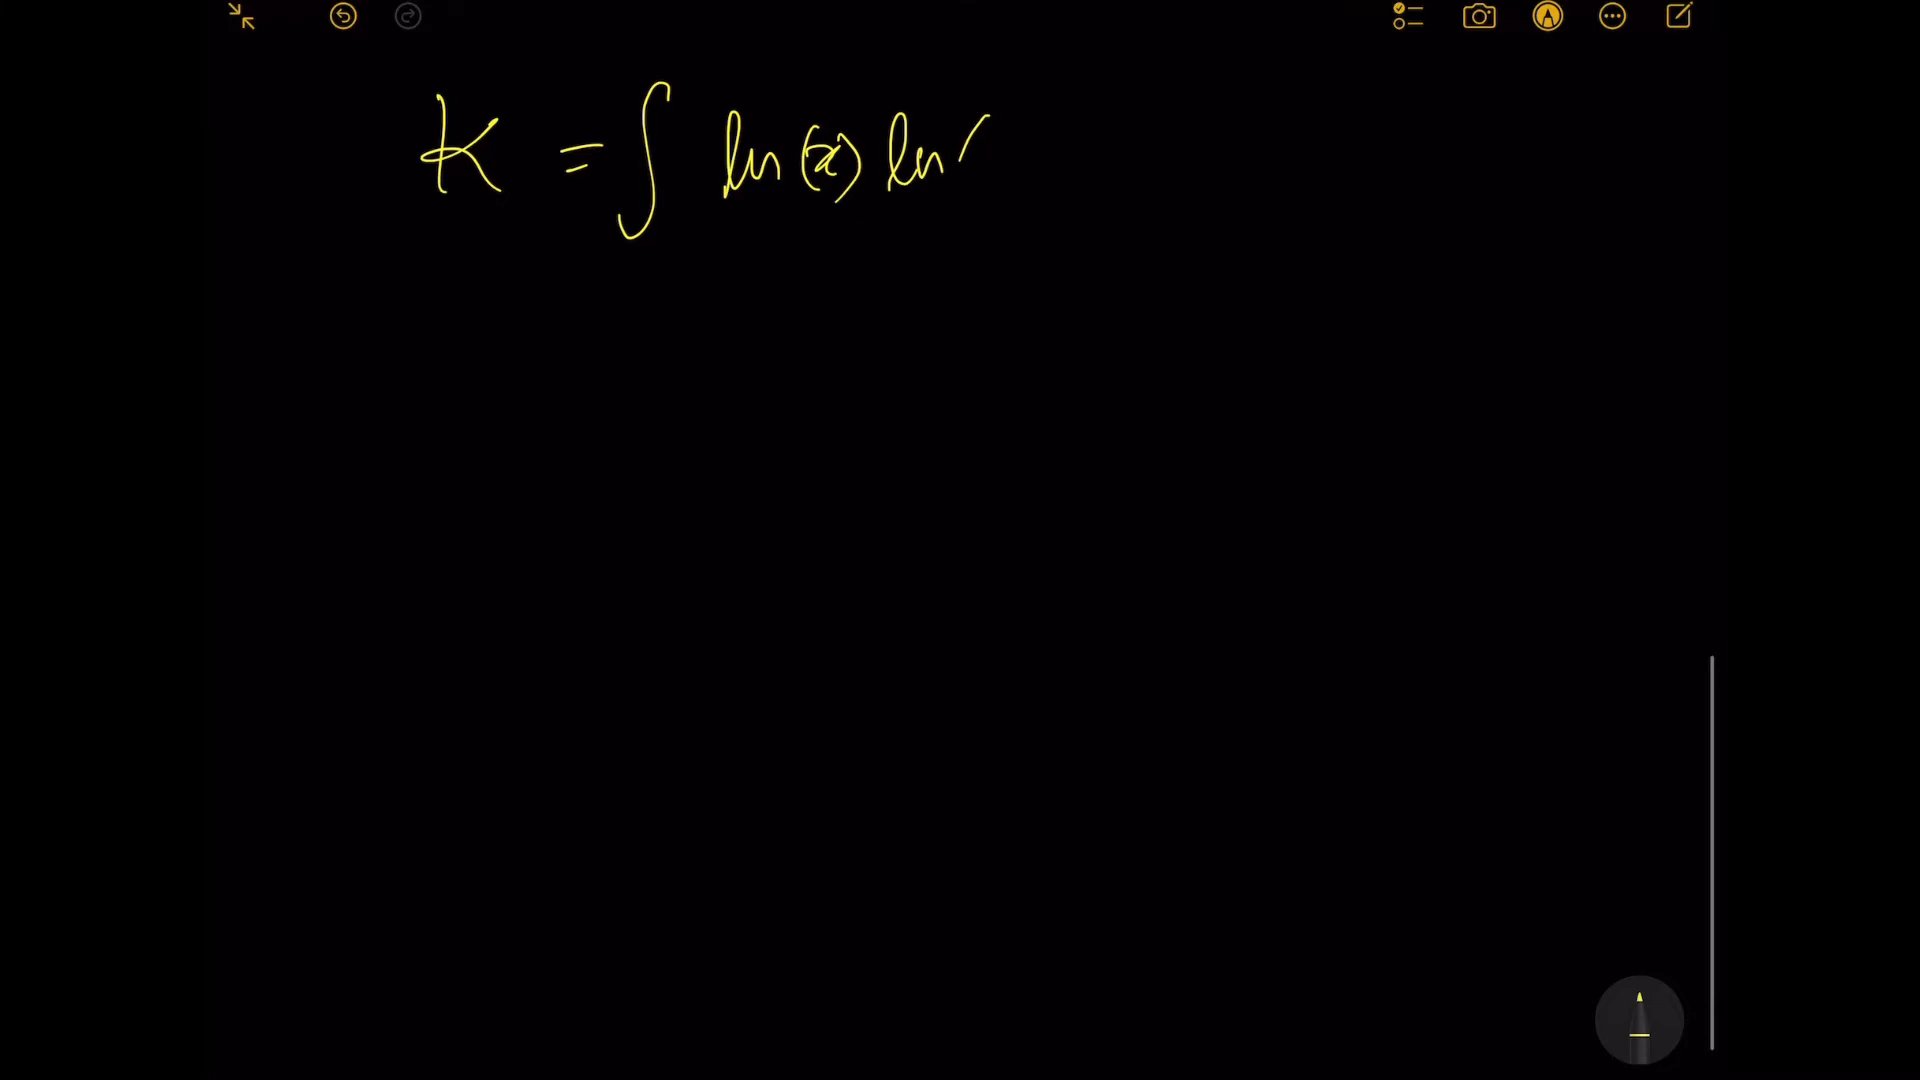 K = ∫ ln(x) ln(